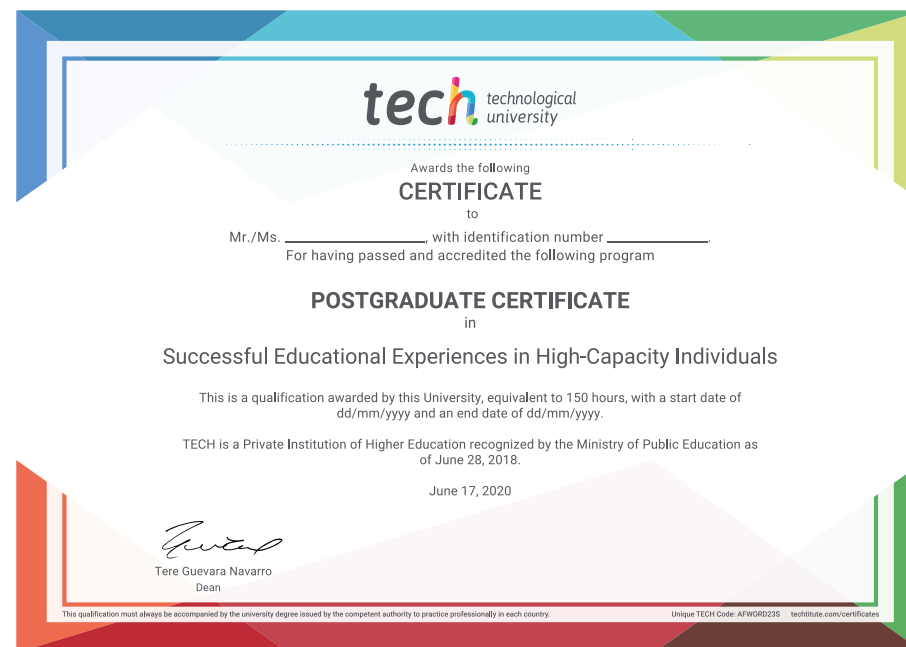 tech technological
university
Awards the following
CERTIFICATE
to
Mr./Ms. ____________________, with identification number ______________.
For having passed and accredited the following program
POSTGRADUATE CERTIFICATE
in
Successful Educational Experiences in High-Capacity Individuals
This is a qualification awarded by this University, equivalent to 150 hours, with a start date of
dd/mm/yyyy and an end date of dd/mm/yyyy.
TECH is a Private Institution of Higher Education recognized by the Ministry of Public Education as
of June 28, 2018.
June 17, 2020
Tere Guevara Navarro
Dean
This qualification must always be accompanied by the university degree issued by the competent authority to practice professionally in each country.
Unique TECH Code: AFWORD23S techtitute.com/certificates